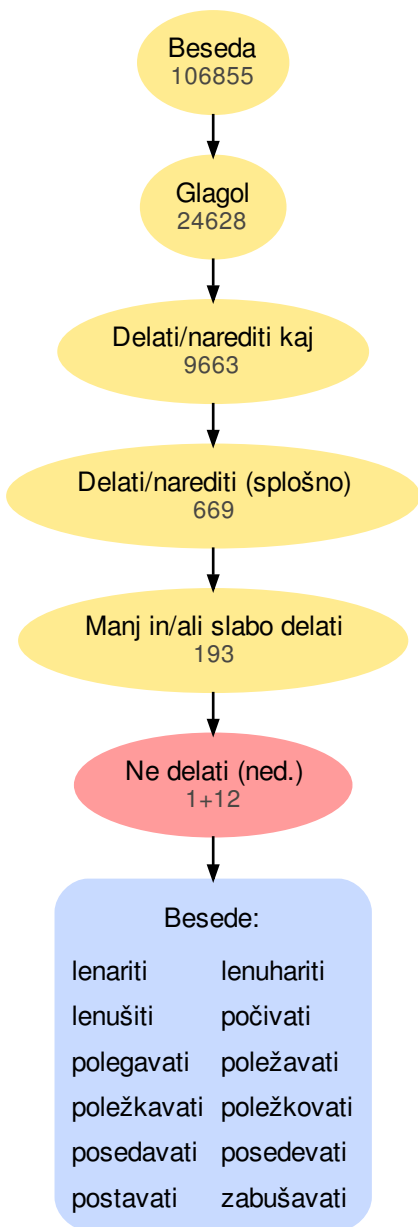 Beseda
106855
Glagol
24628
Delati/narediti kaj
9663
Delati/narediti (splošno)
669
Manj in/ali slabo delati
193
Ne delati (ned.)
1+12
Besede:
lenariti lenuhariti
lenušiti počivati
polegavati poležavati
poležkavati poležkovati
posedavati posedevati
postavati zabušavati